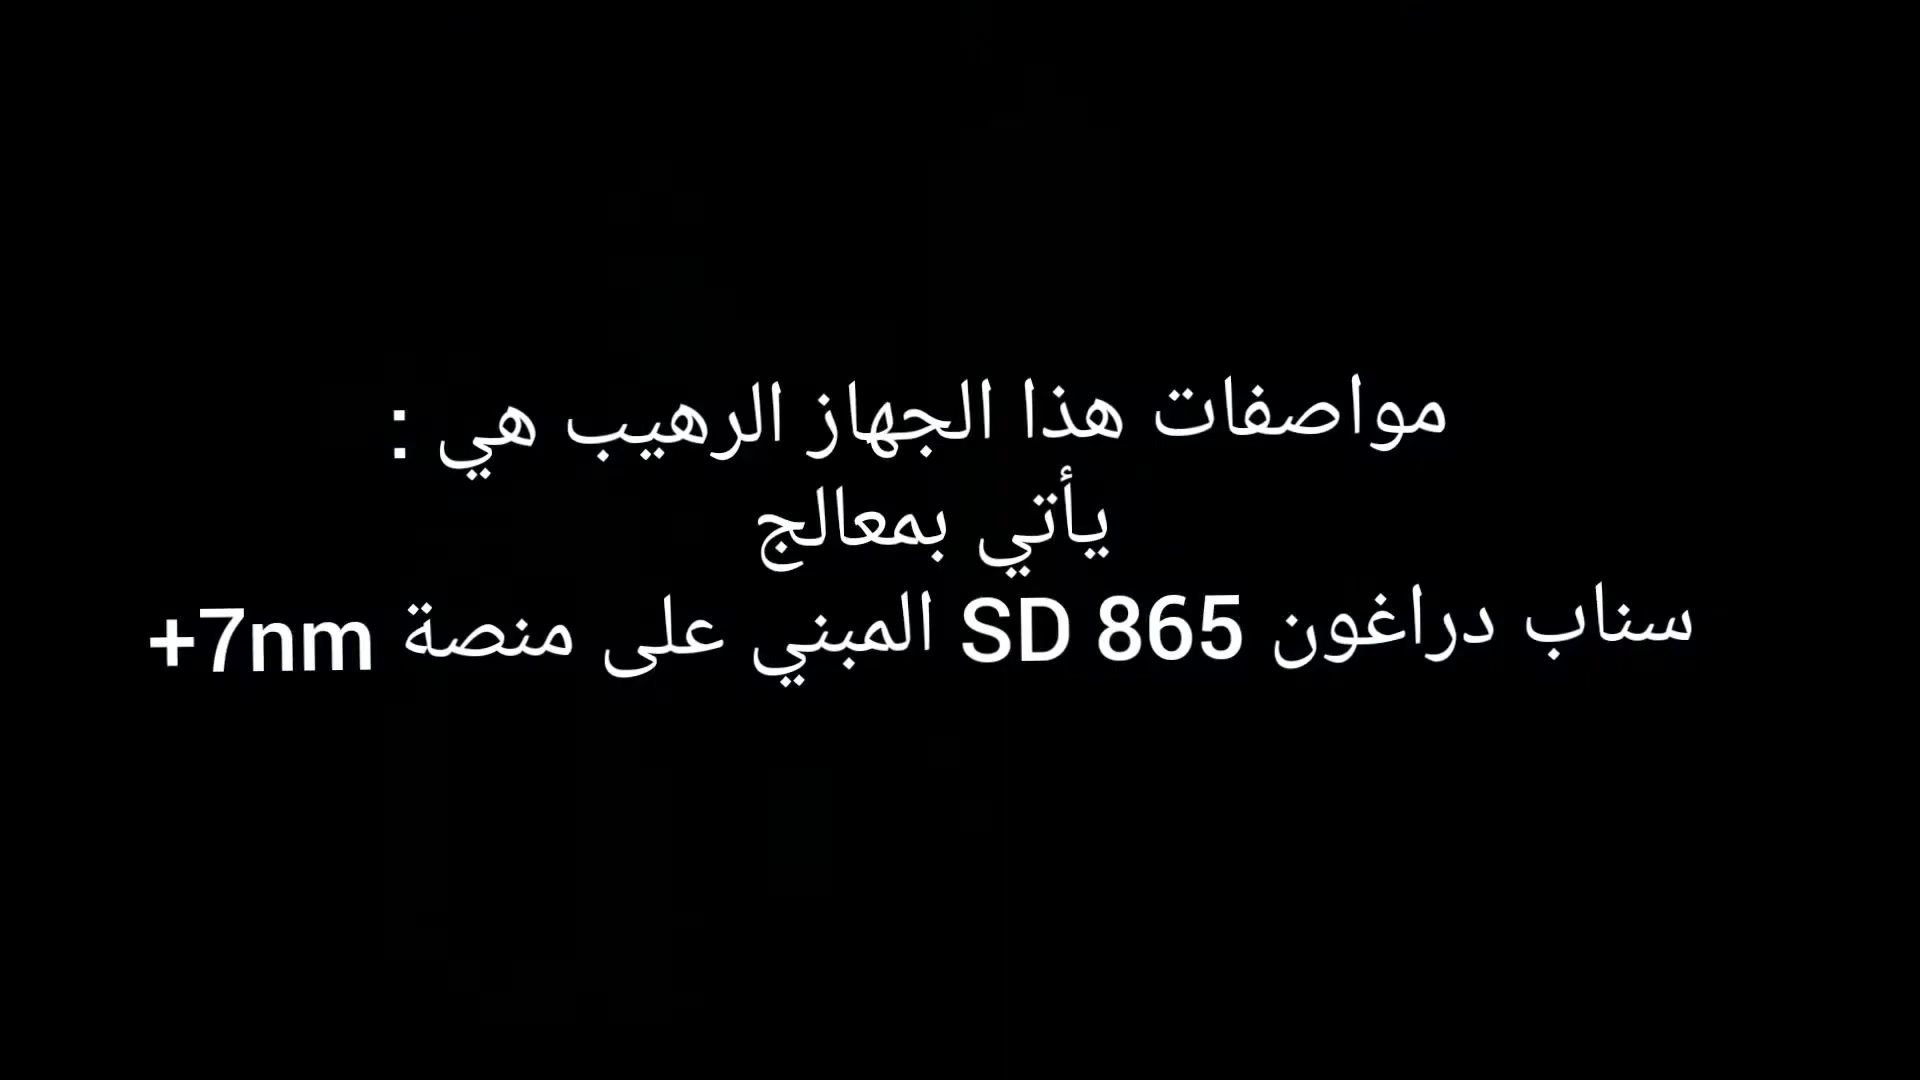 مواصفات هذا الجهاز الرهيب هي :
يأتي بمعالج
سناب دراغون SD 865 المبني على منصة 7nm+